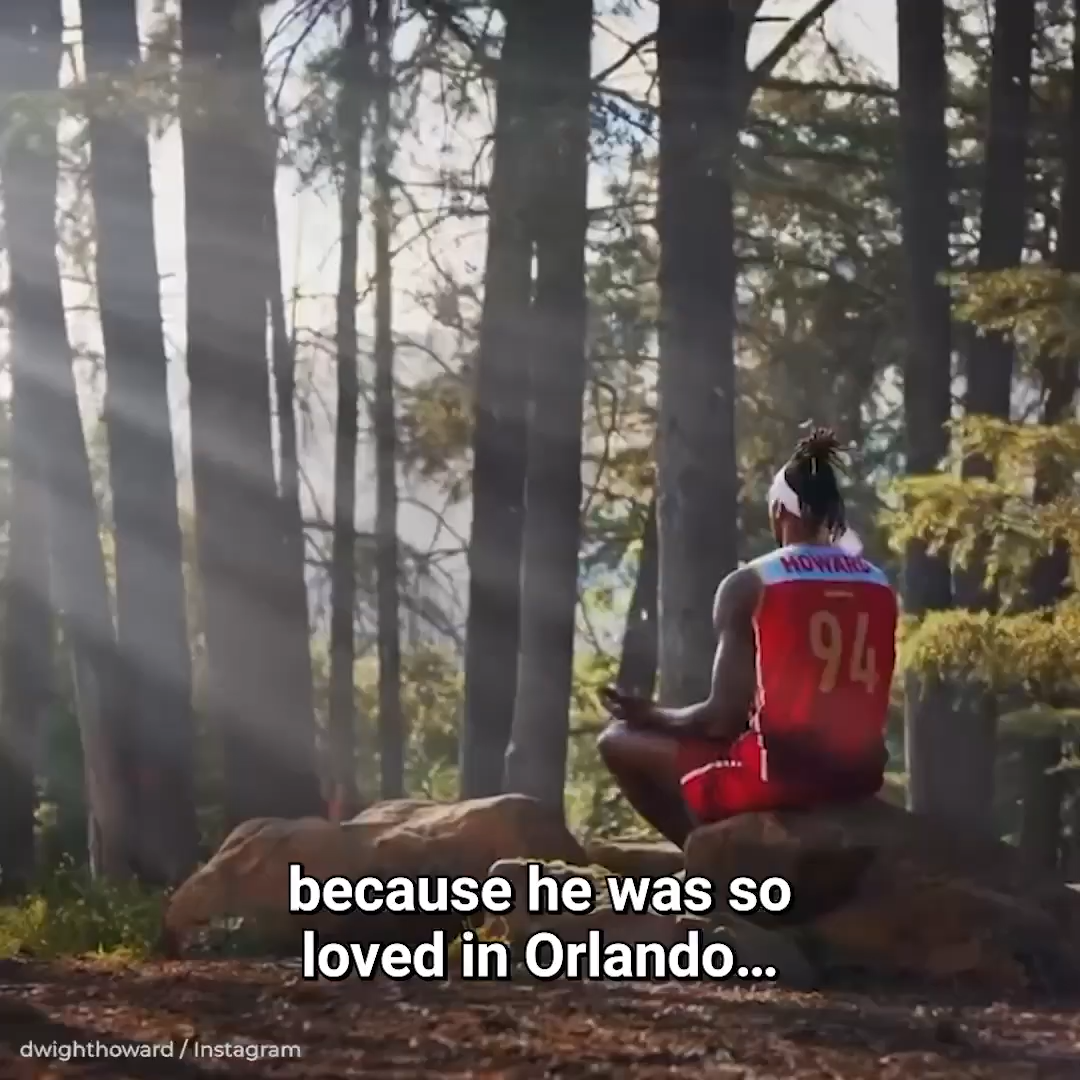 HOWARD
94
because he was so
loved in Orlando...
dwighthoward / Instagram